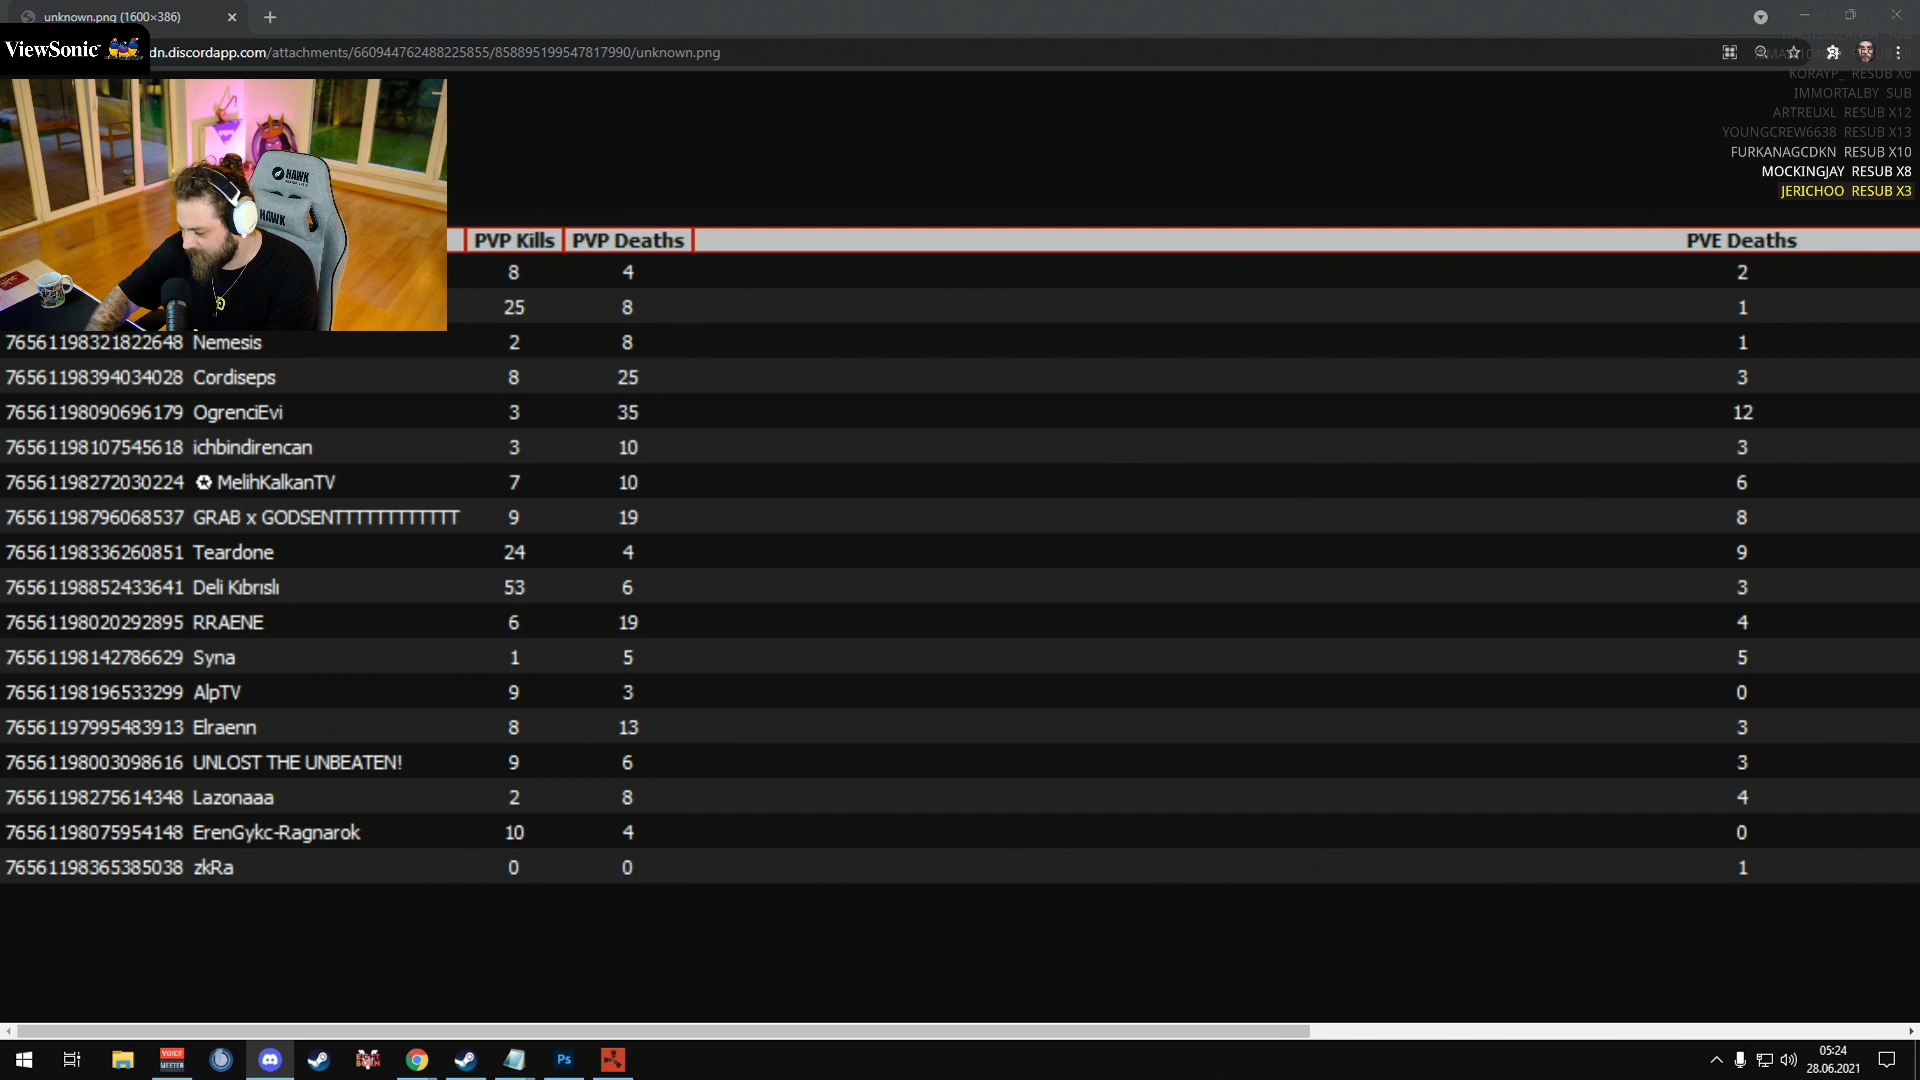 unknown.png (1600×386)
ViewSonic
dn.discordapp.com/attachments/660944762488225855/858895199547817990/unknown.png
KORAYP_ RESUB X6
IMMORTALBY SUB
ARTREUXL RESUB X12
YOUNGCREW6638 RESUB X13
FURKANAGCDKN RESUB X10
MOCKINGJAY RESUB X8
JERICHOO RESUB X3
HAWK
HAWK
PVP Kills PVP Deaths PVE Deaths
8 4 2
25 8 1
76561198321822648 Nemesis 2 8 1
76561198394034028 Cordiseps 8 25 3
76561198090696179 OgrenciEvi 3 35 12
76561198107545618 ichbindirencan 3 10 3
76561198272030224 MelihKalkanTV 7 10 6
76561198796068537 GRAB x GODSENTTTTTTTTTTTT 9 19 8
76561198336260851 Teardone 24 4 9
76561198852433641 Deli Kıbrıslı 53 6 3
76561198020292895 RRAENE 6 19 4
76561198142786629 Syna 1 5 5
76561198196533299 AlpTV 9 3 0
76561197995483913 Elraenn 8 13 3
76561198003098616 UNLOST THE UNBEATEN! 9 6 3
76561198275614348 Lazonaaa 2 8 4
76561198075954148 ErenGykc-Ragnarok 10 4 0
76561198365385038 zkRa 0 0 1
VOICE
MEETER
Ps
05:24
28.06.2021